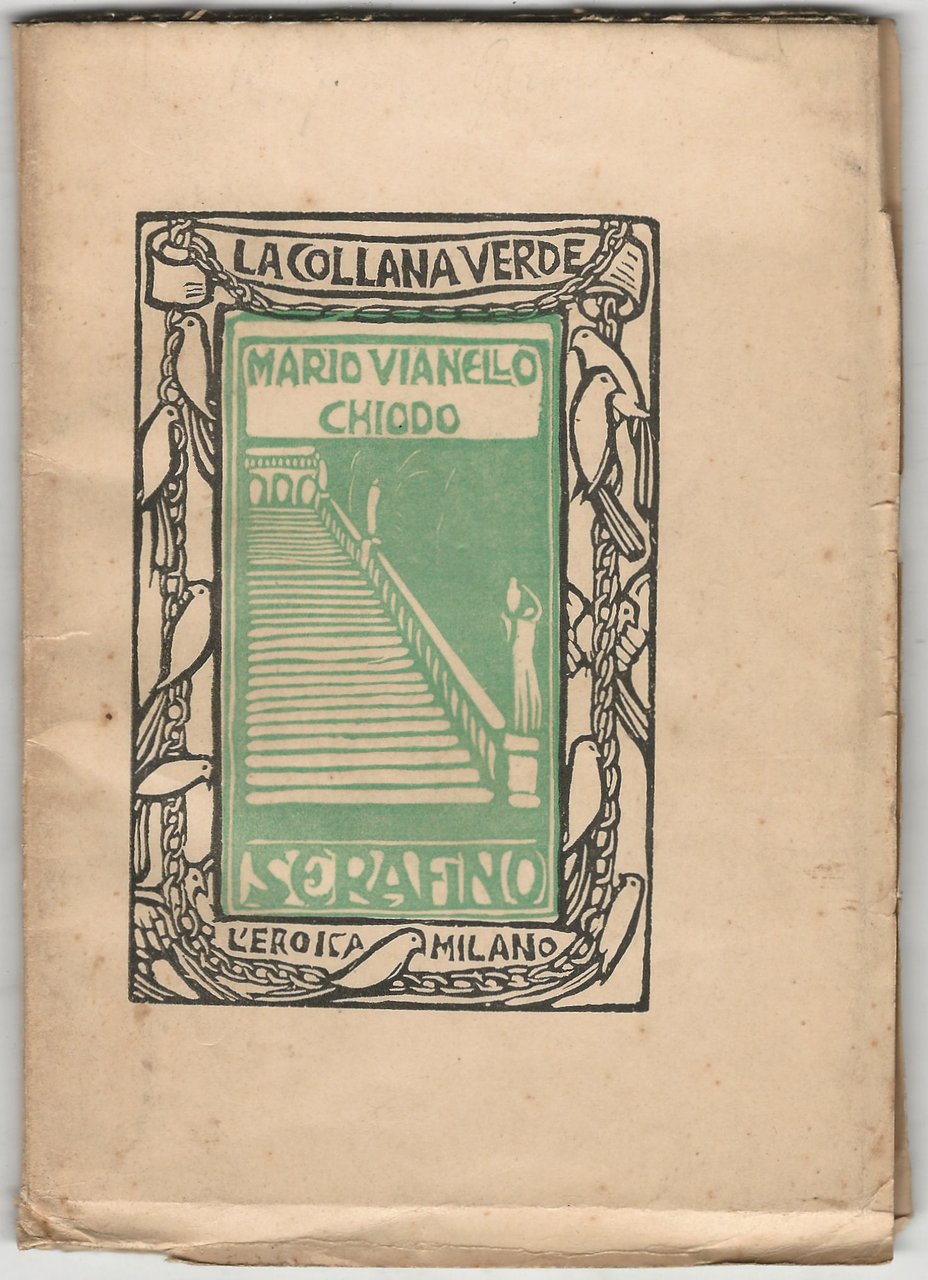 LA COLLANA VERDE
MARIO VIANELLO
CHIODO
SERAFINO
L'EROICA MILANO